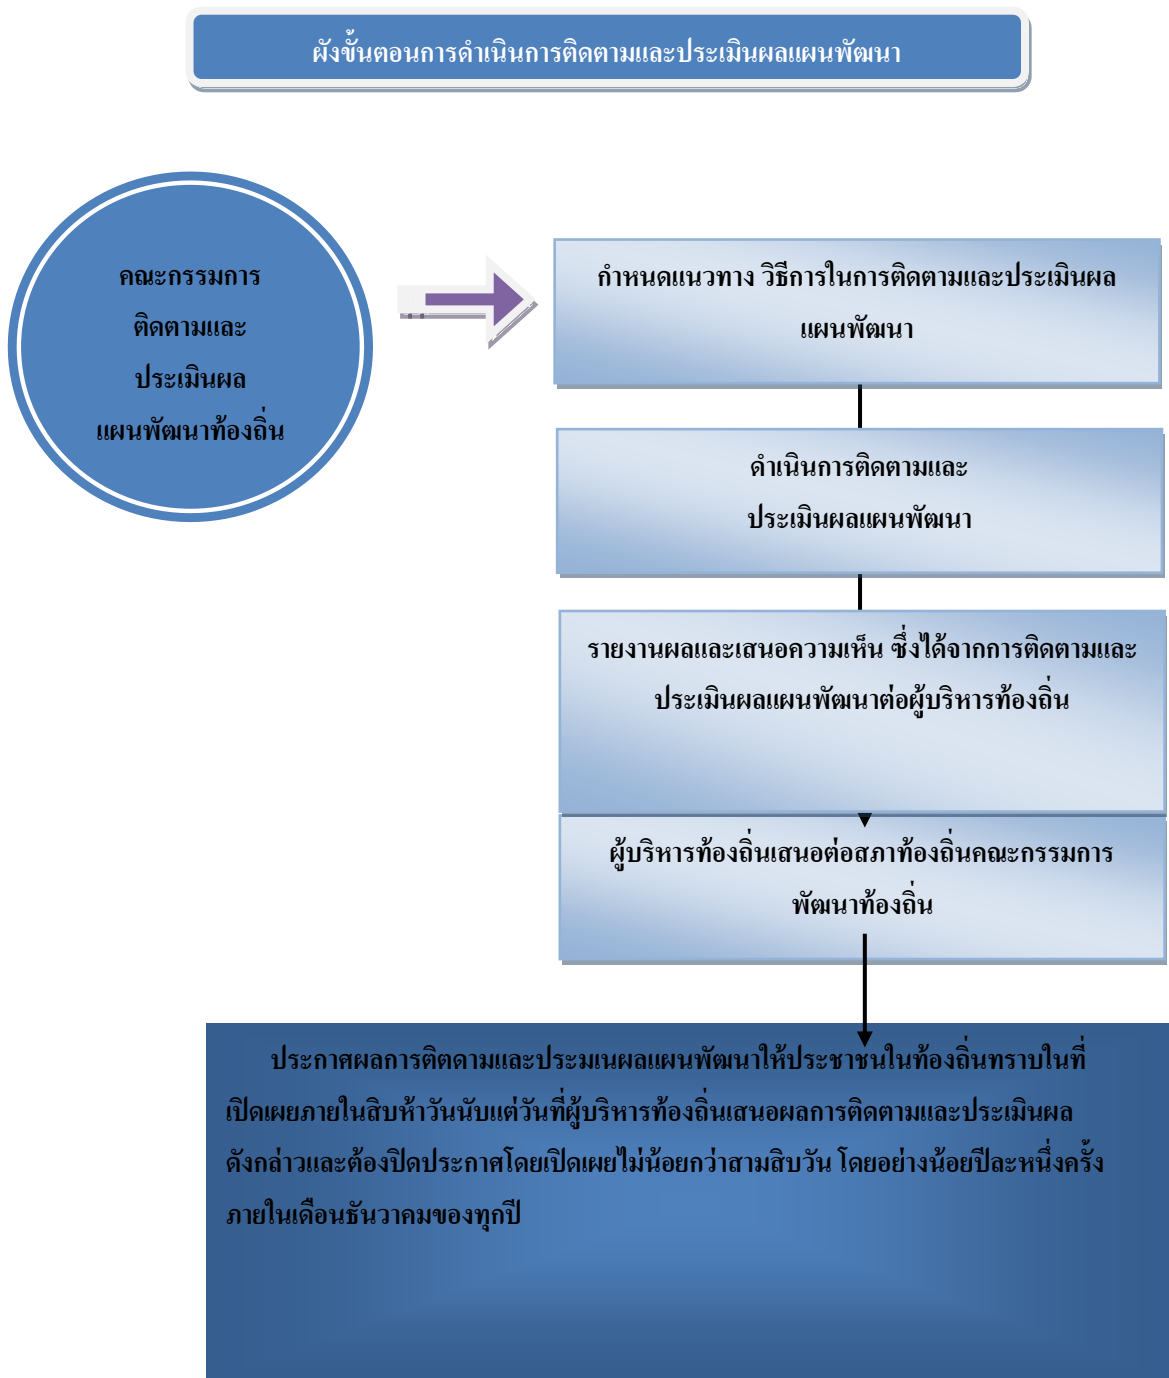 ผังขั้นตอนการดำเนินการติดตามและประเมินผลแผนพัฒนา
คณะกรรมการ
ติดตามและ
ประเมินผล
แผนพัฒนาท้องถิ่น
กำหนดแนวทาง วิธีการในการติดตามและประเมินผล
แผนพัฒนา
ดำเนินการติดตามและ
ประเมินผลแผนพัฒนา
รายงานผลและเสนอความเห็น ซึ่งได้จากการติดตามและ
ประเมินผลแผนพัฒนาต่อผู้บริหารท้องถิ่น
ผู้บริหารท้องถิ่นเสนอต่อสภาท้องถิ่นคณะกรรมการ
พัฒนาท้องถิ่น
ประกาศผลการติตดามและประมเนผลแผนพัฒนาให้ประชาชนในท้องถิ่นทราบในที่
เปิดเผยภายในสิบห้าวันนับแต่วันที่ผู้บริหารท้องถิ่นเสนอผลการติดตามและประเมินผล
ดังกล่าวและต้องปิดประกาศโดยเปิดเผยไม่น้อยกว่าสามสิบวัน โดยอย่างน้อยปีละหนึ่งครั้ง
ภายในเดือนธันวาคมของทุกปี